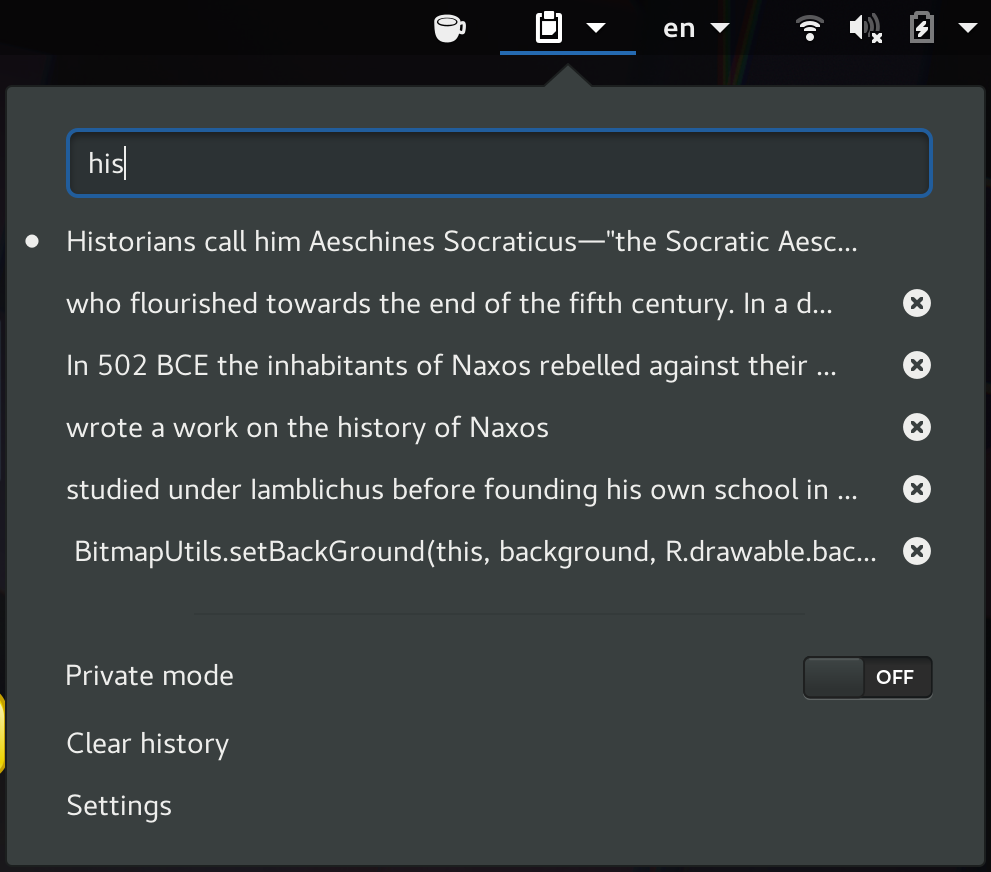 en
his
Historians call him Aeschines Socraticus—"the Socratic Aesc...
who flourished towards the end of the fifth century. In a d...
In 502 BCE the inhabitants of Naxos rebelled against their ...
wrote a work on the history of Naxos
studied under Iamblichus before founding his own school in ...
BitmapUtils.setBackGround(this, background, R.drawable.bac...
Private mode OFF
Clear history
Settings